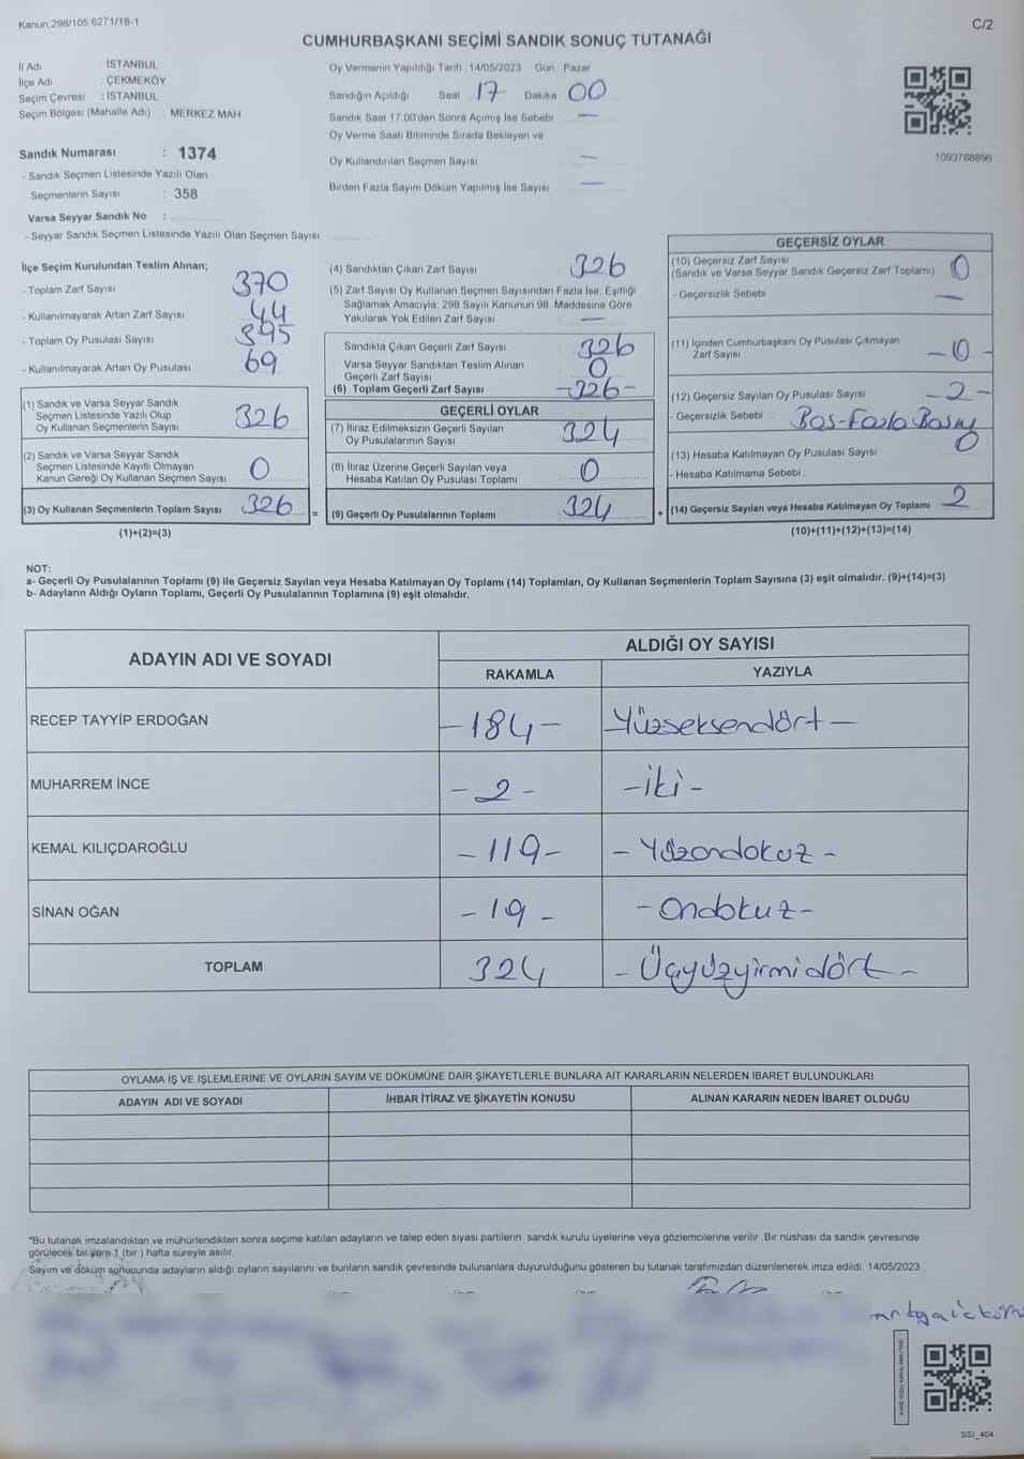 Kanun:298/105 6271/18-1
C/2
CUMHURBAŞKANI SEÇİMİ SANDIK SONUÇ TUTANAĞI
İl Adı : İSTANBUL
İlçe Adı : ÇEKMEKÖY
Seçim Çevresi : İSTANBUL
Seçim Bölgesi (Mahalle Adı) : MERKEZ MAH
Sandık Numarası : 1374
- Sandık Seçmen Listesinde Yazılı Olan
Seçmenlerin Sayısı : 358
Varsa Seyyar Sandık No :
- Seyyar Sandık Seçmen Listesinde Yazılı Olan Seçmen Sayısı
Oy Vermenin Yapıldığı Tarih : 14/05/2023 Gün : Pazar
Sandığın Açıldığı Saat 17 Dakika 00
Sandık Saat 17:00'den Sonra Açılmış İse Sebebi —
Oy Verme Saati Bitiminde Sırada Bekleyen ve
Oy Kullandırılan Seçmen Sayısı —
Birden Fazla Sayım Döküm Yapılmış İse Sayısı —
1093768896
İlçe Seçim Kurulundan Teslim Alınan;
- Toplam Zarf Sayısı 370
- Kullanılmayarak Artan Zarf Sayısı 44
- Toplam Oy Pusulası Sayısı 395
- Kullanılmayarak Artan Oy Pusulası 69
(1) Sandık ve Varsa Seyyar Sandık
Seçmen Listesinde Yazılı Olup
Oy Kullanan Seçmenlerin Sayısı 326
(2) Sandık ve Varsa Seyyar Sandık
Seçmen Listesinde Kayıtlı Olmayan
Kanun Gereği Oy Kullanan Seçmen Sayısı 0
(3) Oy Kullanan Seçmenlerin Toplam Sayısı 326
(1)+(2)=(3)
(4) Sandıktan Çıkan Zarf Sayısı 326
(5) Zarf Sayısı Oy Kullanan Seçmen Sayısından Fazla İse, Eşitliği
Sağlamak Amacıyla, 298 Sayılı Kanunun 98. Maddesine Göre
Yakılarak Yok Edilen Zarf Sayısı —
Sandıkta Çıkan Geçerli Zarf Sayısı 326
Varsa Seyyar Sandıktan Teslim Alınan
Geçerli Zarf Sayısı 0
(6) Toplam Geçerli Zarf Sayısı -326-
GEÇERLİ OYLAR
(7) İtiraz Edilmeksizin Geçerli Sayılan
Oy Pusulalarının Sayısı 324
(8) İtiraz Üzerine Geçerli Sayılan veya
Hesaba Katılan Oy Pusulası Toplamı 0
= (9) Geçerli Oy Pusulalarının Toplamı 324
GEÇERSİZ OYLAR
(10) Geçersiz Zarf Sayısı
(Sandık ve Varsa Seyyar Sandık Geçersiz Zarf Toplamı) 0
- Geçersizlik Sebebi —
(11) İçinden Cumhurbaşkanı Oy Pusulası Çıkmayan
Zarf Sayısı -0-
(12) Geçersiz Sayılan Oy Pusulası Sayısı -2-
- Geçersizlik Sebebi : Bos-Fazla Basış
(13) Hesaba Katılmayan Oy Pusulası Sayısı 0
- Hesaba Katılmama Sebebi :
+ (14) Geçersiz Sayılan veya Hesaba Katılmayan Oy Toplamı 2
(10)+(11)+(12)+(13)=(14)
NOT:
a- Geçerli Oy Pusulalarının Toplamı (9) ile Geçersiz Sayılan veya Hesaba Katılmayan Oy Toplamı (14) Toplamları, Oy Kullanan Seçmenlerin Toplam Sayısına (3) eşit olmalıdır. (9)+(14)=(3)
b- Adayların Aldığı Oyların Toplamı, Geçerli Oy Pusulalarının Toplamına (9) eşit olmalıdır.
ADAYIN ADI VE SOYADI
ALDIĞI OY SAYISI
RAKAMLA YAZIYLA
RECEP TAYYİP ERDOĞAN -184- Yüzseksendört-
MUHARREM İNCE -2- -iki-
KEMAL KILIÇDAROĞLU -119- -Yüzondokuz-
SİNAN OĞAN -19- -Ondokuz-
TOPLAM 324 -Üçyüzyirmidört-
OYLAMA İŞ VE İŞLEMLERİNE VE OYLARIN SAYIM VE DÖKÜMÜNE DAİR ŞİKAYETLERLE BUNLARA AİT KARARLARIN NELERDEN İBARET BULUNDUKLARI
ADAYIN ADI VE SOYADI İHBAR İTİRAZ VE ŞİKAYETİN KONUSU ALINAN KARARIN NEDEN İBARET OLDUĞU
"Bu tutanak imzalandıktan ve mühürlendikten sonra seçime katılan adayların ve talep eden siyasi partilerin sandık kurulu üyelerine veya gözlemcilerine verilir. Bir nüshası da sandık çevresinde
görülecek bir yere 1 (bir) hafta süreyle asılır.
Sayım ve döküm sonucunda adayların aldığı oyların sayılarını ve bunların sandık çevresinde bulunanlara duyurulduğunu gösteren bu tutanak tarafımızdan düzenlenerek imza edildi. 14/05/2023
SSI_404